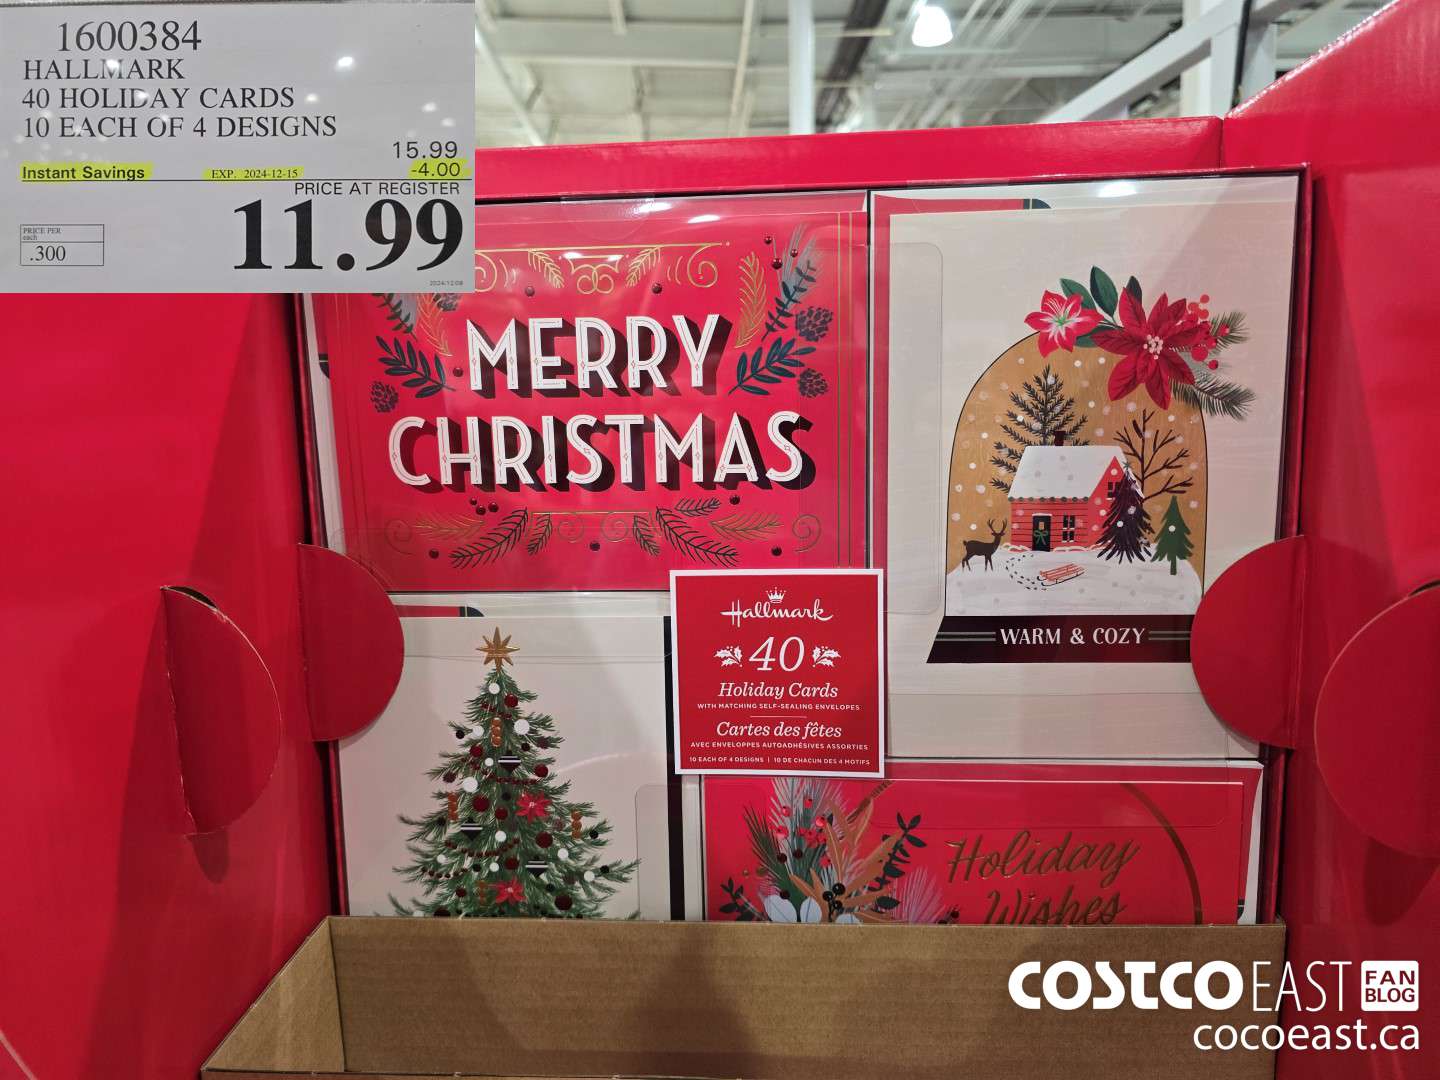 1600384
HALLMARK
40 HOLIDAY CARDS
10 EACH OF 4 DESIGNS
15.99
Instant Savings EXP. 2024-12-15 -4.00
PRICE AT REGISTER
11.99
PRICE PER
each
.300
2024/12/09
MERRY
CHRISTMAS
WARM & COZY
Hallmark
40
Holiday Cards
WITH MATCHING SELF-SEALING ENVELOPES
Cartes des fêtes
AVEC ENVELOPPES AUTOADHÉSIVES ASSORTIES
10 EACH OF 4 DESIGNS | 10 DE CHACUN DES 4 MOTIFS
Holiday
Wishes
COSTCO EAST FAN
BLOG
cocoeast.ca